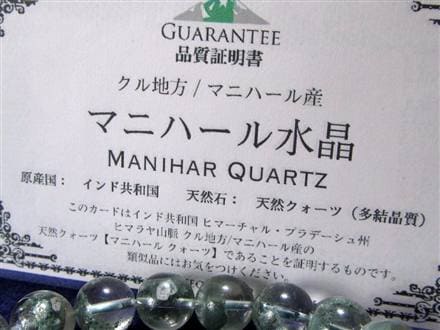 GUARANTEE
品質証明書
クル地方/マニハール産
マニハール水晶
MANIHAR QUARTZ
原産国： インド共和国 天然石： 天然クォーツ（多結晶質）
このカードはインド共和国 ヒマーチャル・プラデーシュ州
ヒマラヤ山脈 クル地方/マニハール産の
天然クォーツ【マニハール クォーツ】であることを証明するものです。
類似品にはお気をつけください。